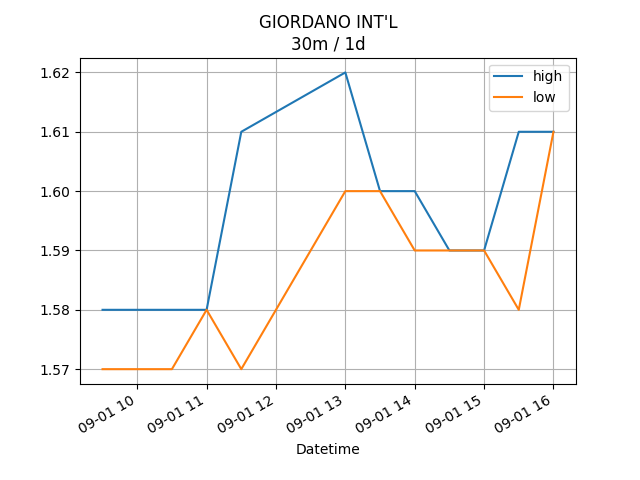 GIORDANO INT'L
30m / 1d
high
low
1.62
1.61
1.60
1.59
1.58
1.57
09-01 10
09-01 11
09-01 12
09-01 13
09-01 14
09-01 15
09-01 16
Datetime